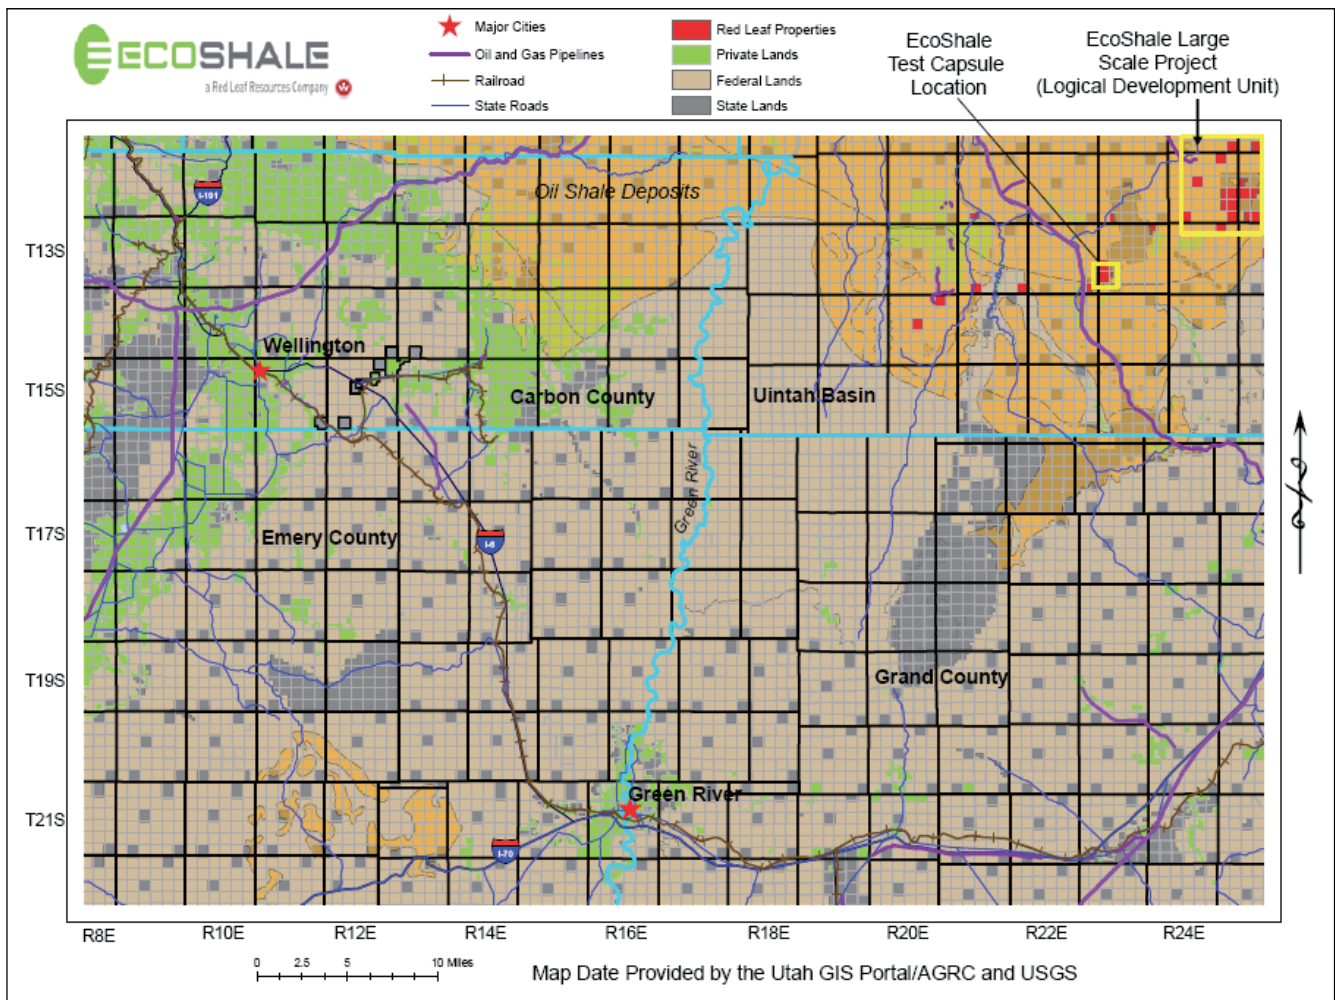 ECOSHALE
a Red Leaf Resources Company
Major Cities
Oil and Gas Pipelines
Railroad
State Roads
Red Leaf Properties
Private Lands
Federal Lands
State Lands
EcoShale
Test Capsule
Location
EcoShale Large
Scale Project
(Logical Development Unit)
I-191
Oil Shale Deposits
T13S
Wellington
T15S
Carbon County
Uintah Basin
Green River
T17S
Emery County
I-6
T19S
Grand County
Green River
T21S
I-70
R8E
R10E
R12E
R14E
R16E
R18E
R20E
R22E
R24E
0 2.5 5 10 Miles
Map Date Provided by the Utah GIS Portal/AGRC and USGS